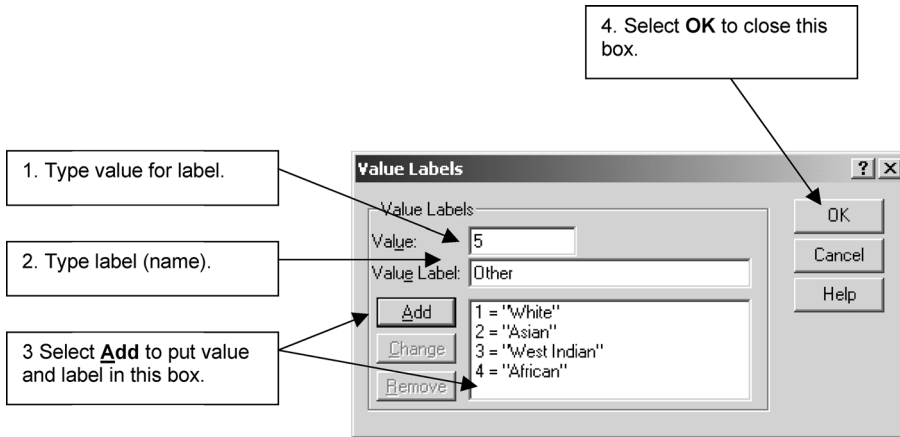 4. Select OK to close this
box.
1. Type value for label.
Value Labels
? X
Value Labels
OK
Value:
5
2. Type label (name).
Cancel
Value Label:
Other
Help
Add
1 = "White"
2 = "Asian"
3 = "West Indian"
4 = "African"
3 Select Add to put value
and label in this box.
Change
Remove